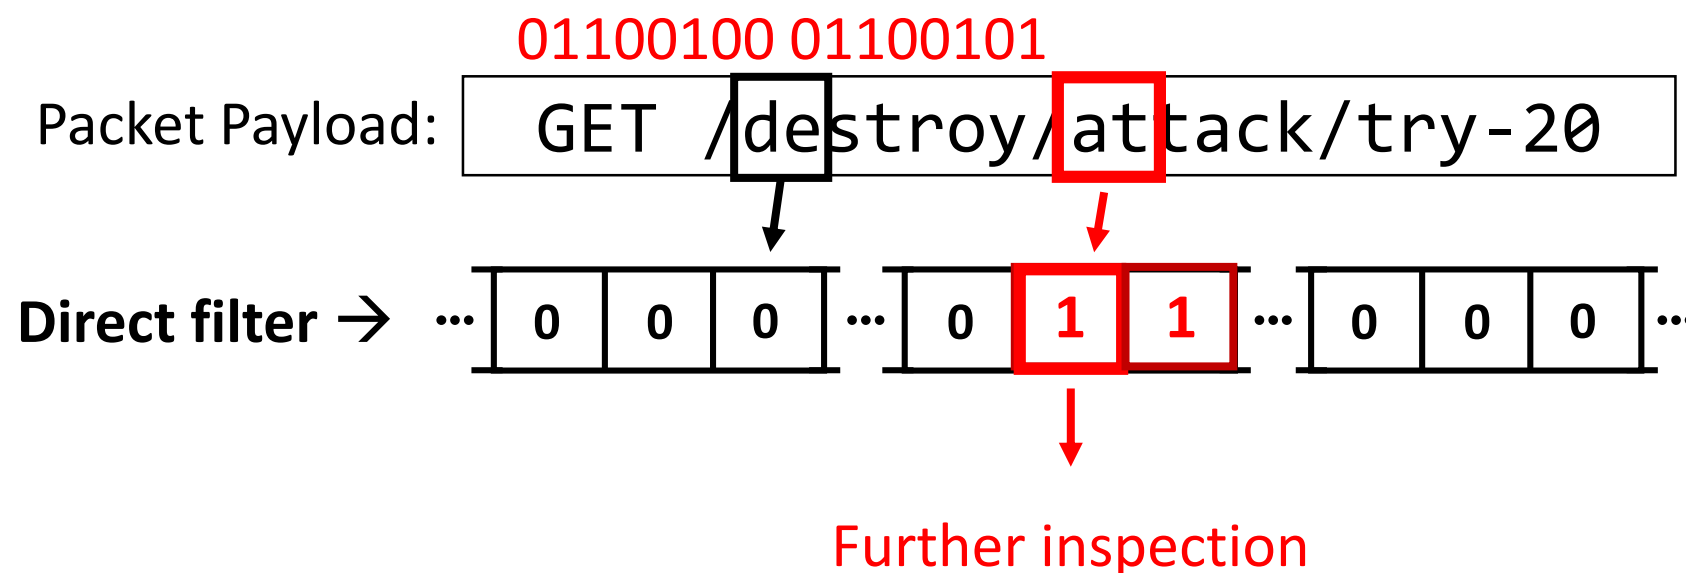 01100100 01100101
Packet Payload: GET /destroy/attack/try-20
Direct filter → ... 0 0 0 ... 0 1 1 ... 0 0 0 ...
Further inspection